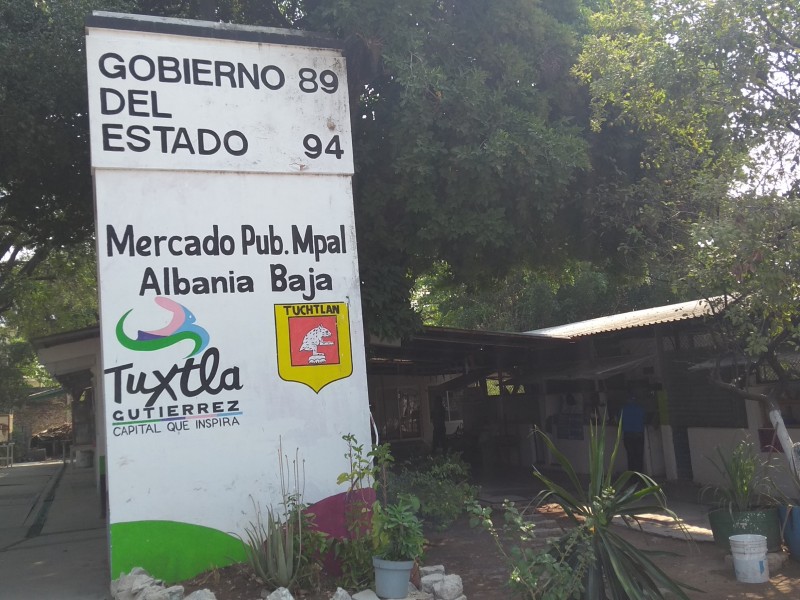 GOBIERNO 89
DEL
ESTADO 94
Mercado Pub. Mpal
Albania Baja
TUCHTLAN
Tuxtla
GUTIERREZ
CAPITAL QUE INSPIRA